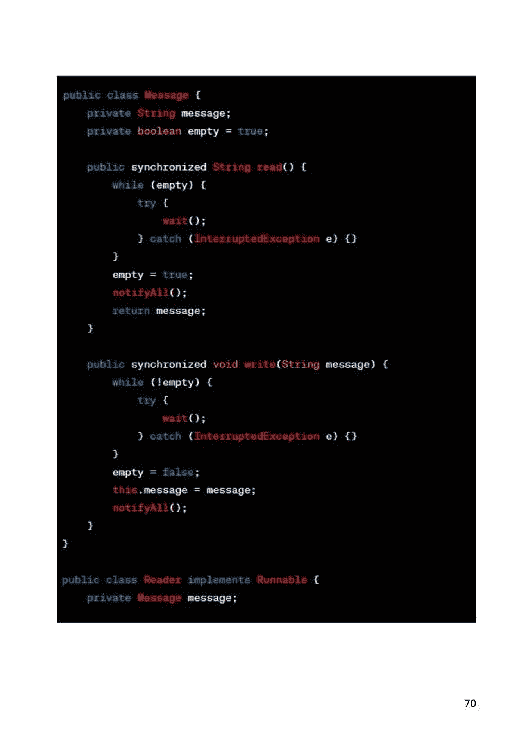 public class Message {
    private String message;
    private boolean empty = true;

    public synchronized String read() {
        while (empty) {
            try {
                wait();
            } catch (InterruptedException e) {}
        }
        empty = true;
        notifyAll();
        return message;
    }

    public synchronized void write(String message) {
        while (!empty) {
            try {
                wait();
            } catch (InterruptedException e) {}
        }
        empty = false;
        this.message = message;
        notifyAll();
    }
}

public class Reader implements Runnable {
    private Message message;
70